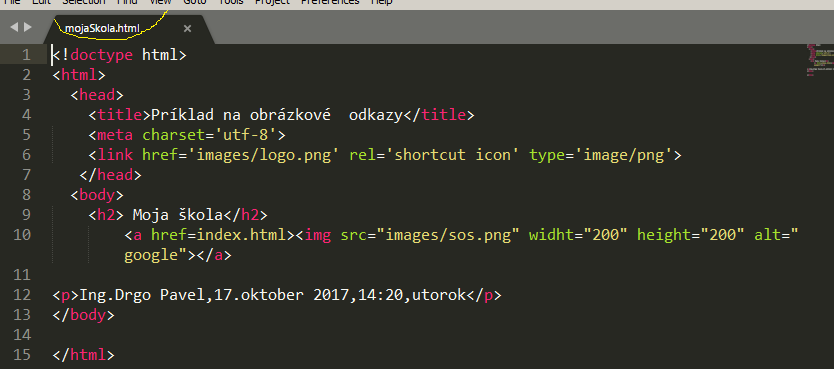 File Edit Selection Find View Goto Tools Project Preferences Help
mojaSkola.html
1 <!doctype html>
2 <html>
3 <head>
4 <title>Príklad na obrázkové  odkazy</title>
5 <meta charset='utf-8'>
6 <link href='images/logo.png' rel='shortcut icon' type='image/png'>
7 </head>
8 <body>
9 <h2> Moja škola</h2>
10 <a href=index.html><img src="images/sos.png" widht="200" height="200" alt="
google"></a>
11
12 <p>Ing.Drgo Pavel,17.oktober 2017,14:20,utorok</p>
13 </body>
14
15 </html>